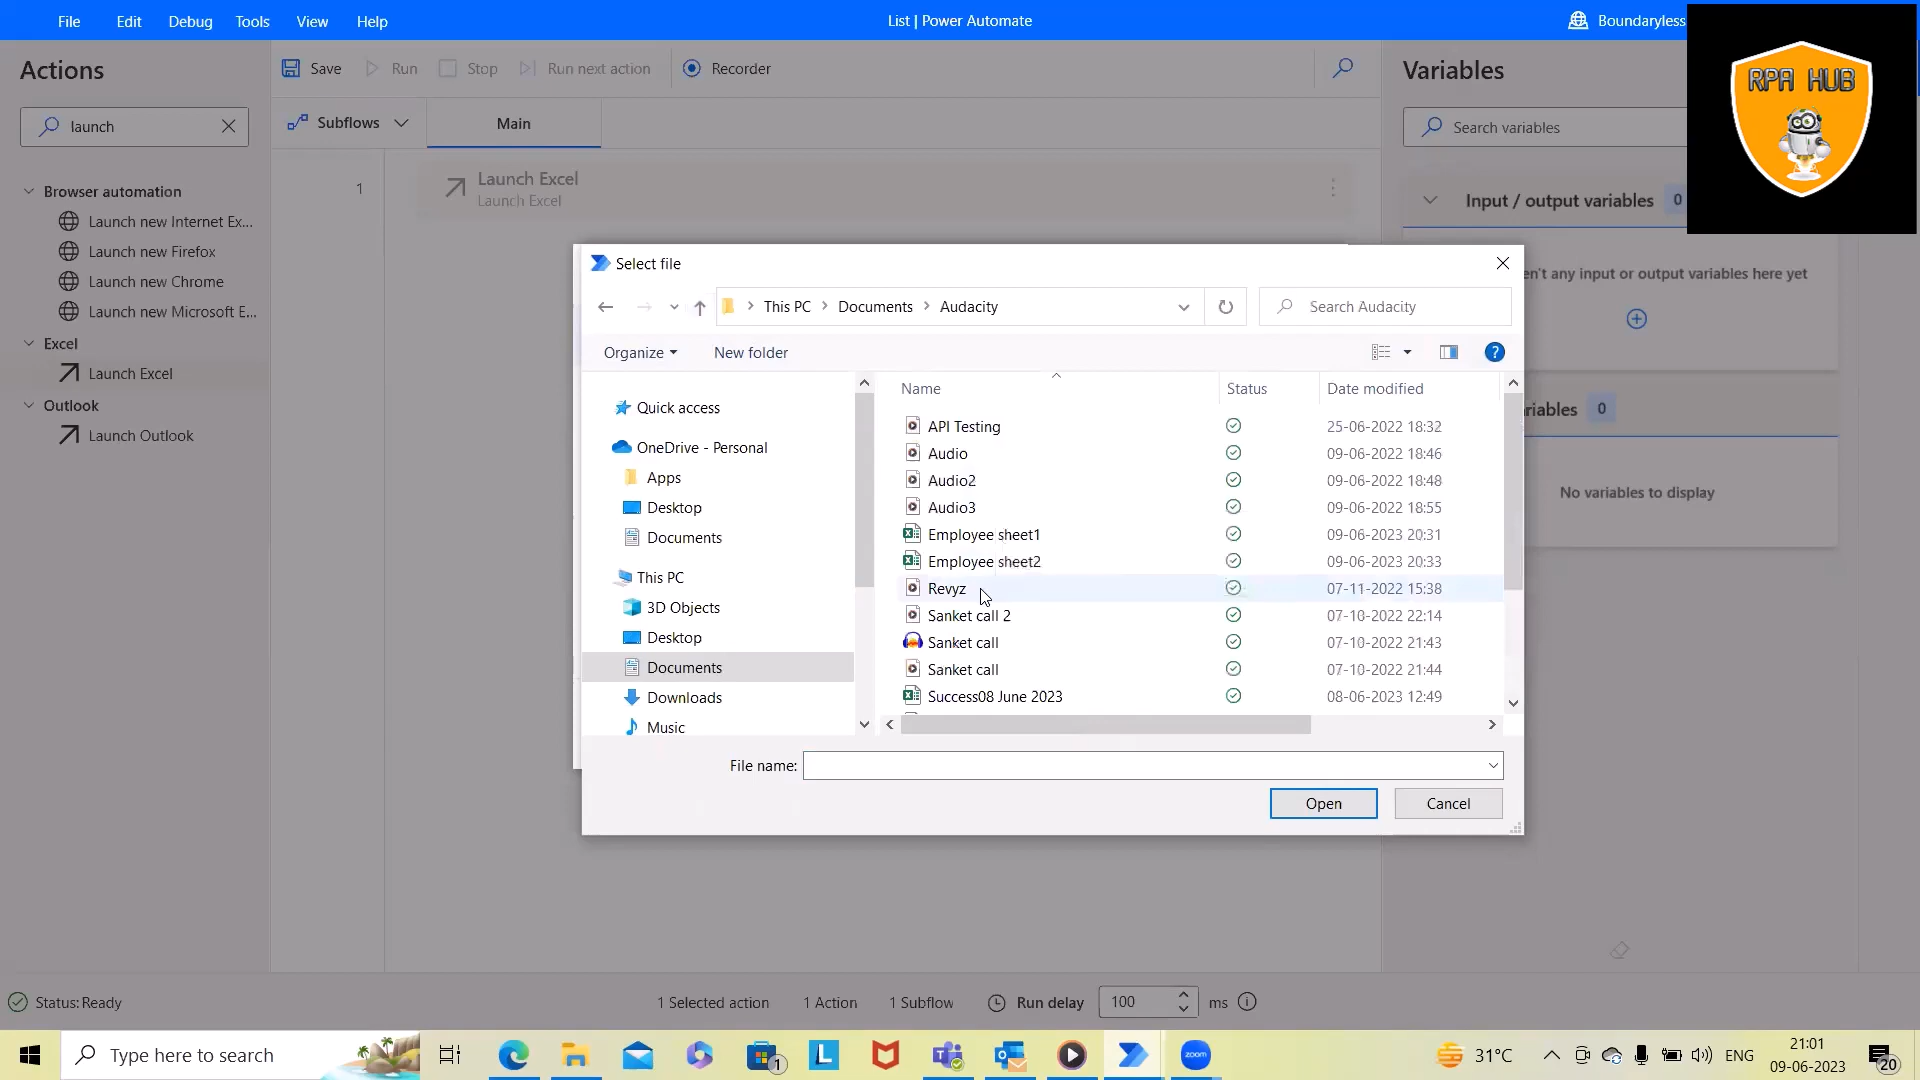 File Edit Debug Tools View Help
List | Power Automate
Boundaryless
RPA HUB
Actions
launch
Browser automation
Launch new Internet Ex...
Launch new Firefox
Launch new Chrome
Launch new Microsoft E...
Excel
Launch Excel
Outlook
Launch Outlook
Save Run Stop Run next action Recorder
Subflows Main
1
Launch Excel
Launch Excel
Variables
Search variables
Input / output variables 0
n't any input or output variables here yet
riables 0
No variables to display
Select file
This PC Documents Audacity
Search Audacity
Organize New folder
?
Quick access
OneDrive - Personal
Apps
Desktop
Documents
This PC
3D Objects
Desktop
Documents
Downloads
Music
Name Status Date modified
API Testing 25-06-2022 18:32
Audio 09-06-2022 18:46
Audio2 09-06-2022 18:48
Audio3 09-06-2022 18:55
Employee sheet1 09-06-2023 20:31
Employee sheet2 09-06-2023 20:33
Revyz 07-11-2022 15:38
Sanket call 2 07-10-2022 22:14
Sanket call 07-10-2022 21:43
Sanket call 07-10-2022 21:44
Success08 June 2023 08-06-2023 12:49
File name:
Open Cancel
Status: Ready
1 Selected action 1 Action 1 Subflow Run delay 100 ms
Type here to search
1
L
zoom
31°C
ENG
21:01
09-06-2023
20